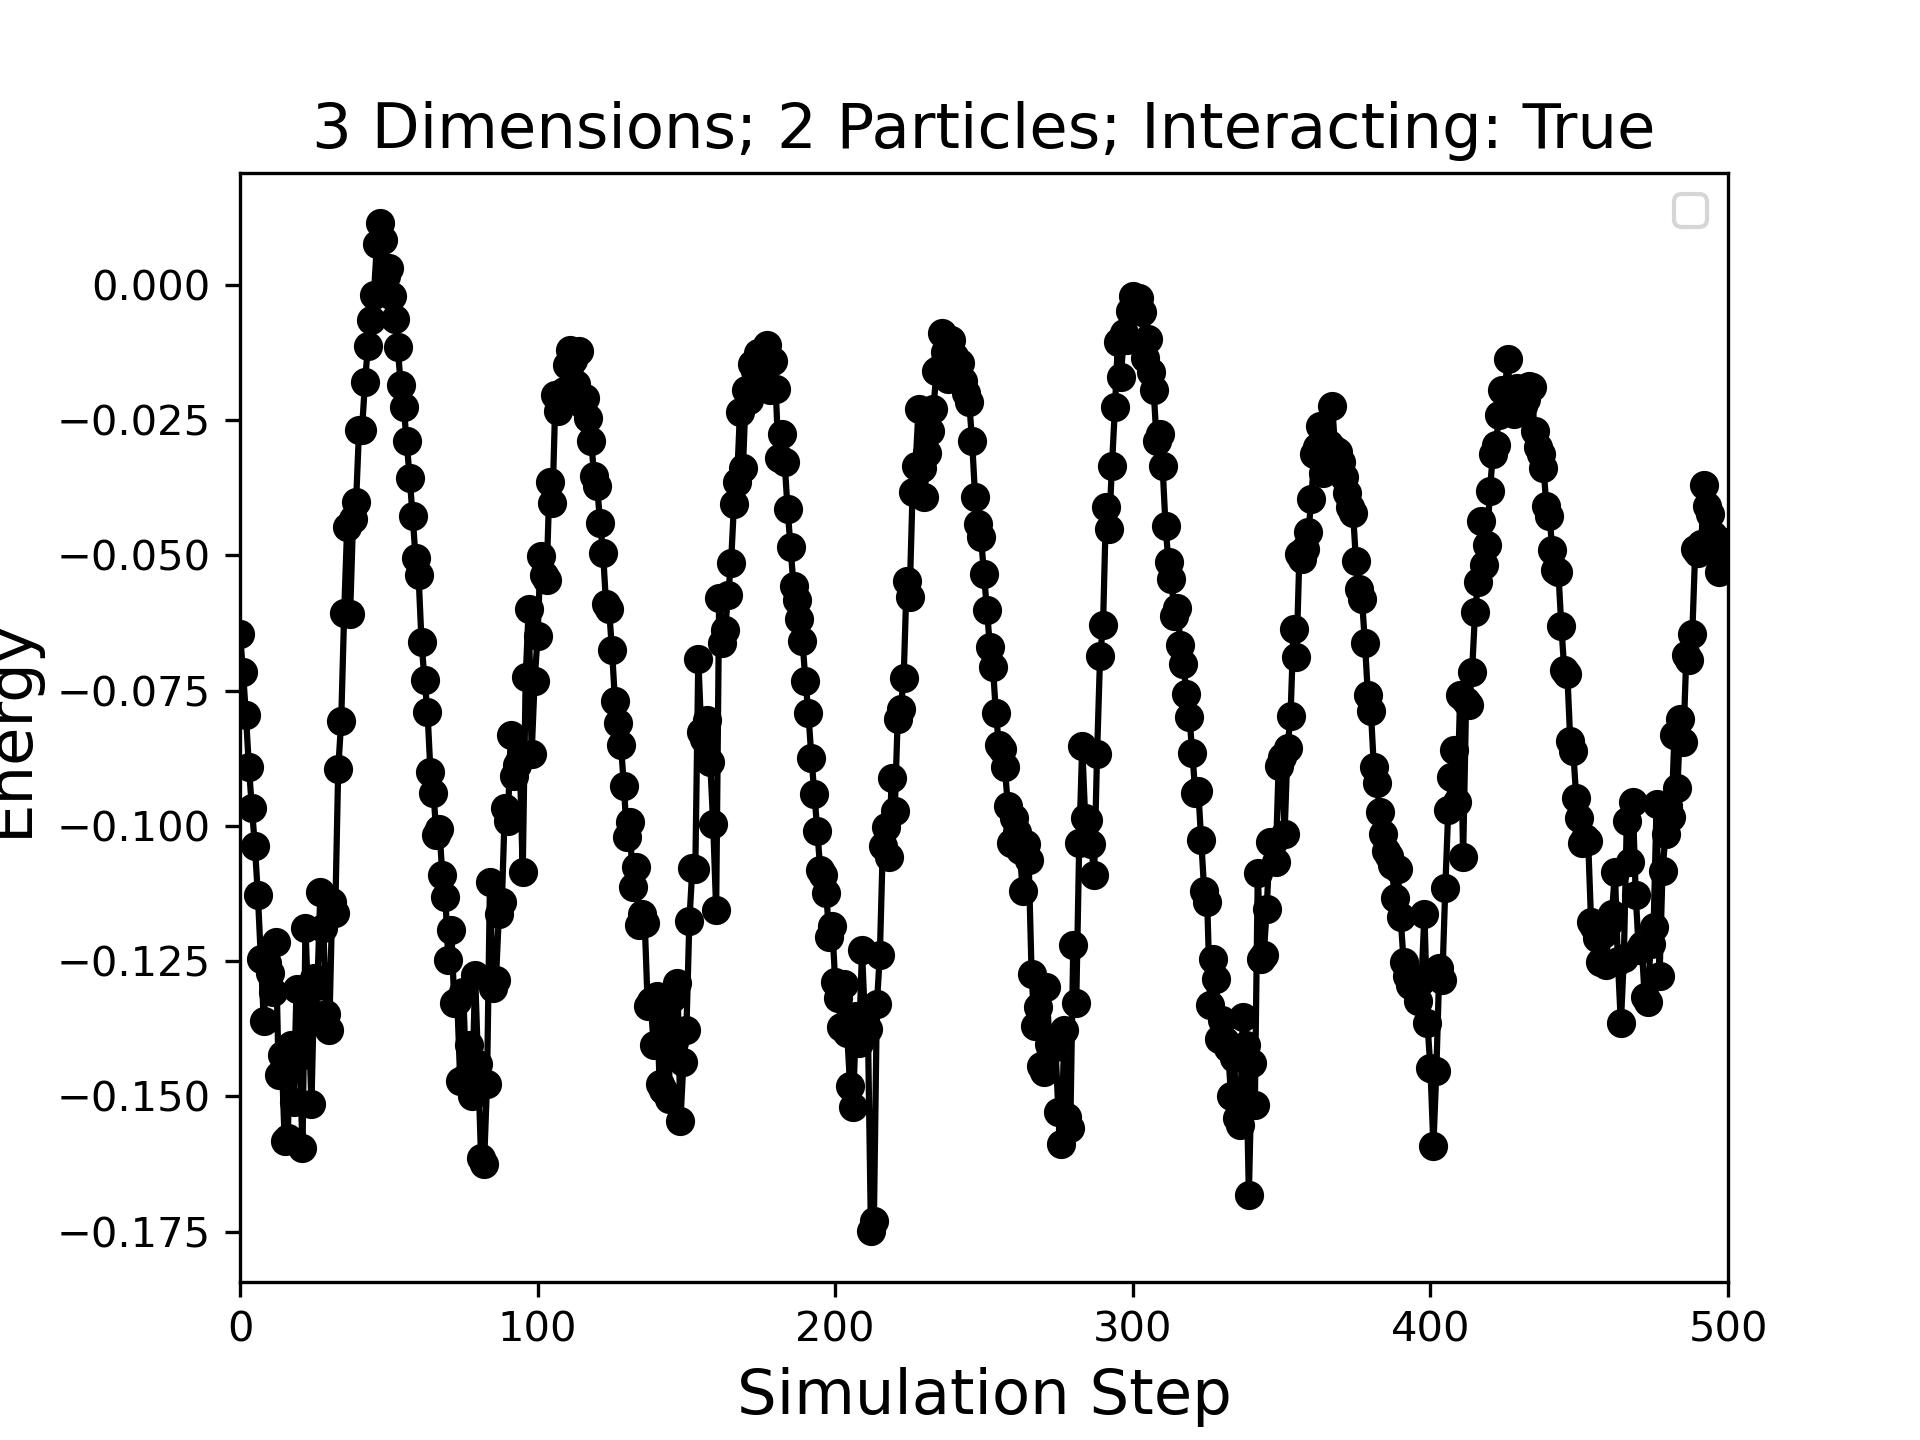 3 Dimensions; 2 Particles; Interacting: True
Energy
0.000
−0.025
−0.050
−0.075
−0.100
−0.125
−0.150
−0.175
0 100 200 300 400 500
Simulation Step